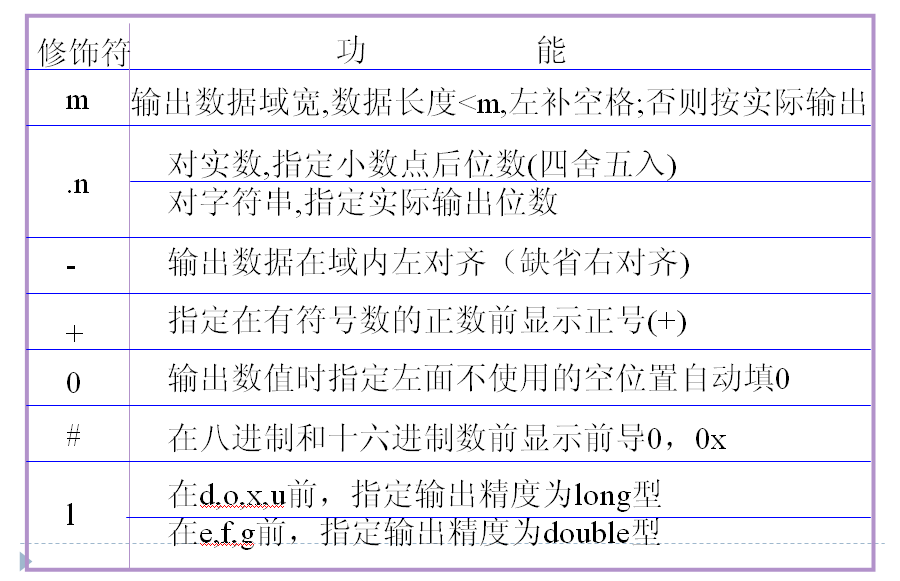 修饰符 功 能
m 输出数据域宽,数据长度<m,左补空格;否则按实际输出
.n 对实数,指定小数点后位数(四舍五入)
对字符串,指定实际输出位数
- 输出数据在域内左对齐（缺省右对齐)
+ 指定在有符号数的正数前显示正号(+)
0 输出数值时指定左面不使用的空位置自动填0
# 在八进制和十六进制数前显示前导0，0x
l 在d,o,x,u前，指定输出精度为long型
在e,f,g前，指定输出精度为double型